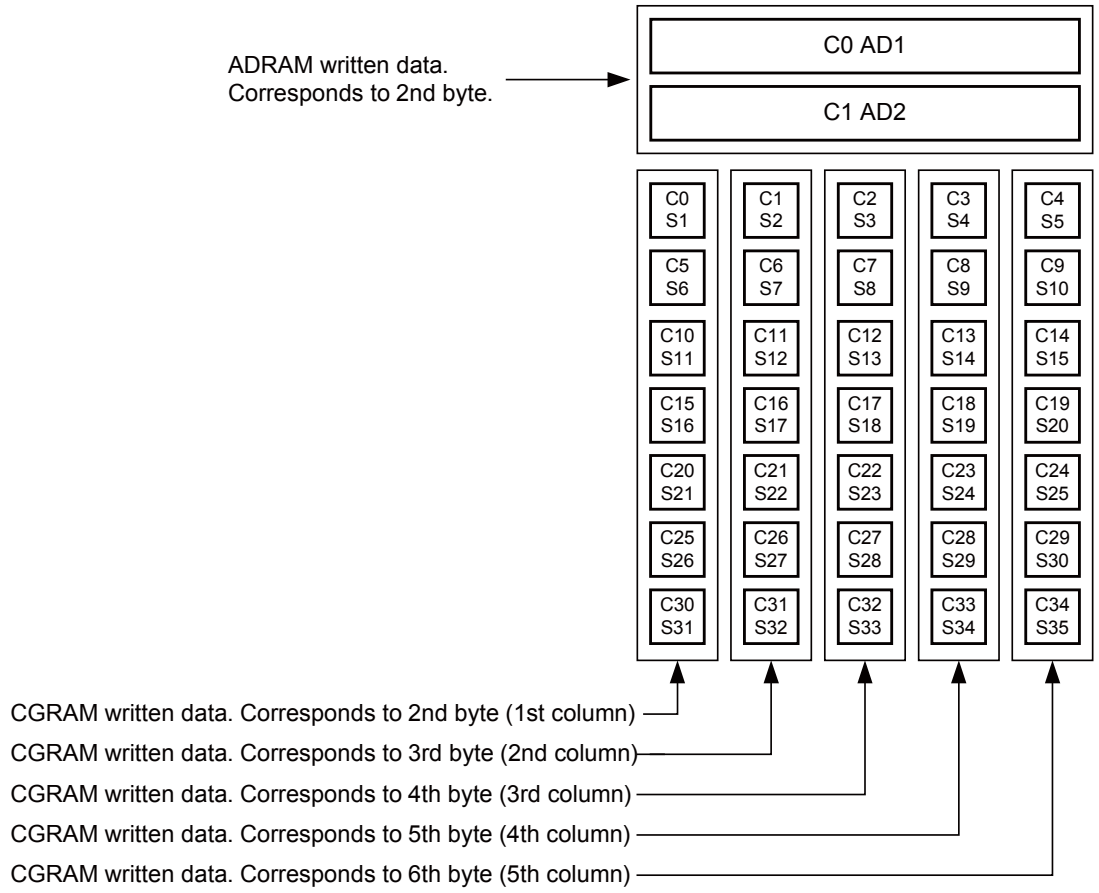 C0 AD1
ADRAM written data.
Corresponds to 2nd byte.
C1 AD2
C0 C1 C2 C3 C4
S1 S2 S3 S4 S5
C5 C6 C7 C8 C9
S6 S7 S8 S9 S10
C10 C11 C12 C13 C14
S11 S12 S13 S14 S15
C15 C16 C17 C18 C19
S16 S17 S18 S19 S20
C20 C21 C22 C23 C24
S21 S22 S23 S24 S25
C25 C26 C27 C28 C29
S26 S27 S28 S29 S30
C30 C31 C32 C33 C34
S31 S32 S33 S34 S35
CGRAM written data. Corresponds to 2nd byte (1st column)
CGRAM written data. Corresponds to 3rd byte (2nd column)
CGRAM written data. Corresponds to 4th byte (3rd column)
CGRAM written data. Corresponds to 5th byte (4th column)
CGRAM written data. Corresponds to 6th byte (5th column)